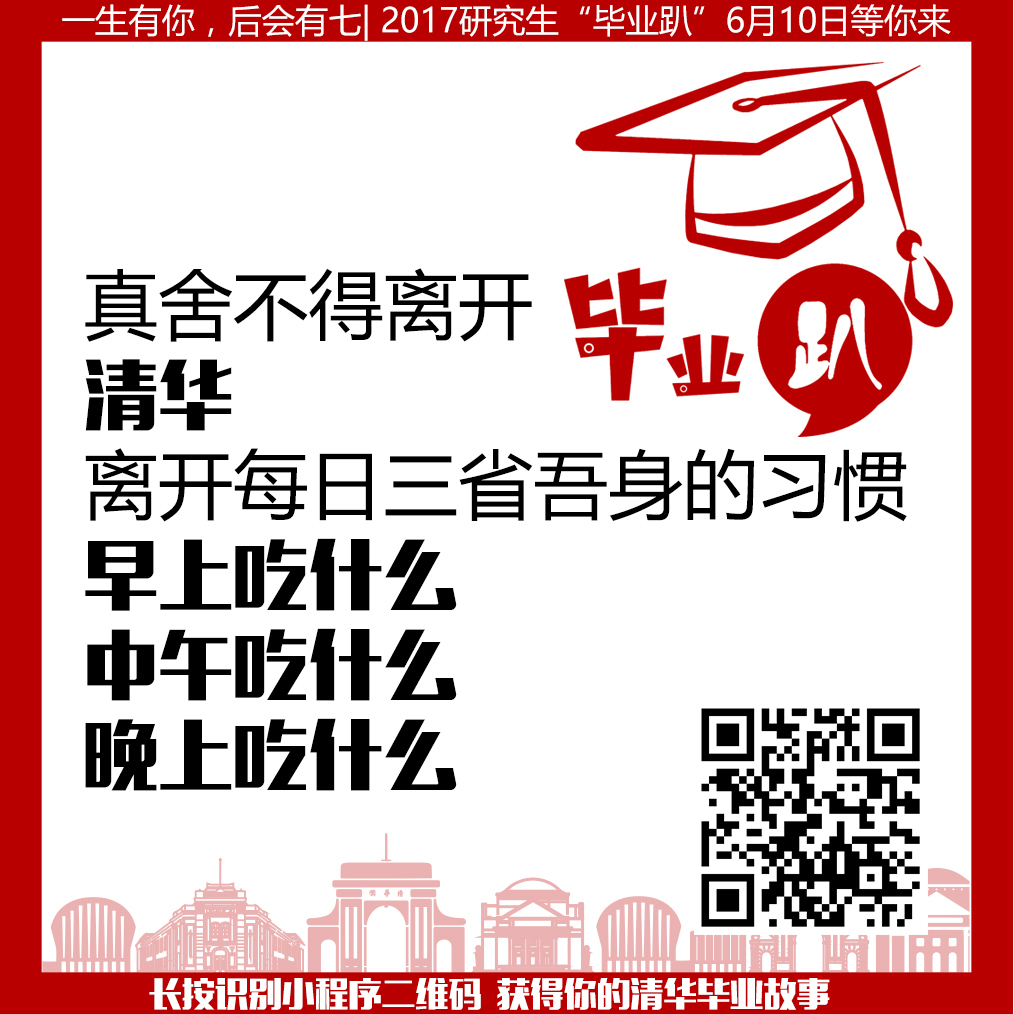 一生有你，后会有七| 2017研究生“毕业趴”6月10日等你来
毕业趴
真舍不得离开
清华
离开每日三省吾身的习惯
早上吃什么
中午吃什么
晚上吃什么
園華清
长按识别小程序二维码 获得你的清华毕业故事